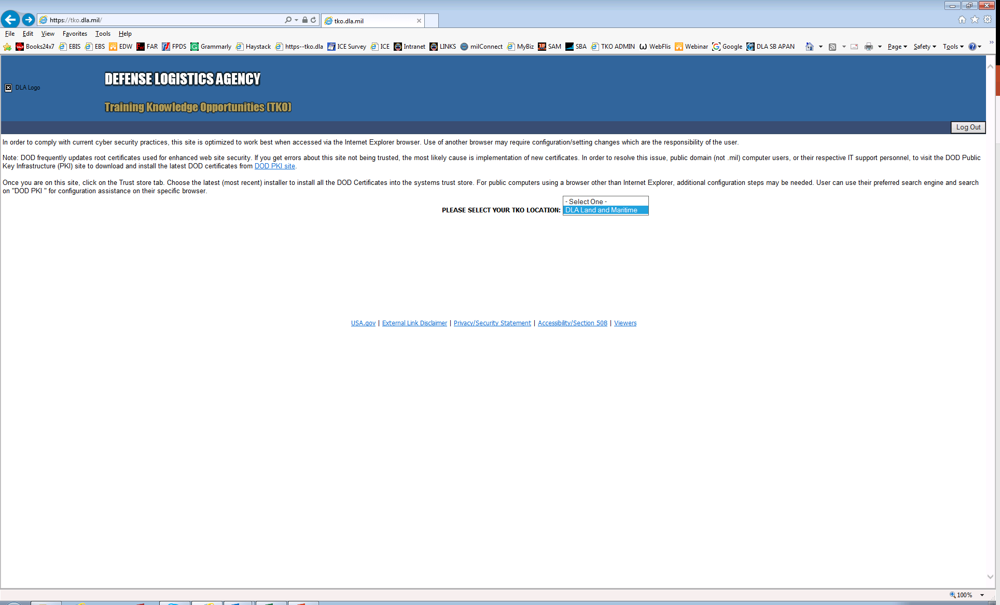 https://tko.dla.mil/
tko.dla.mil
File Edit View Favorites Tools Help
Books24x7 EBIS EBS EDW FAR FPDS Grammarly Haystack https--tko.dla ICE Survey ICE Intranet LINKS milConnect MyBiz SAM SBA TKO ADMIN WebFlis Webinar Google DLA SB APAN Page Safety Tools
DEFENSE LOGISTICS AGENCY
DLA Logo
Training Knowledge Opportunities (TKO)
Log Out
In order to comply with current cyber security practices, this site is optimized to work best when accessed via the Internet Explorer browser. Use of another browser may require configuration/setting changes which are the responsibility of the user.
Note: DOD frequently updates root certificates used for enhanced web site security. If you get errors about this site not being trusted, the most likely cause is implementation of new certificates. In order to resolve this issue, public domain (not .mil) computer users, or their respective IT support personnel, to visit the DOD Public
Key Infrastructure (PKI) site to download and install the latest DOD certificates from DOD PKI site.
Once you are on this site, click on the Trust store tab. Choose the latest (most recent) installer to install all the DOD Certificates into the systems trust store. For public computers using a browser other than Internet Explorer, additional configuration steps may be needed. User can use their preferred search engine and search
on "DOD PKI " for configuration assistance on their specific browser.
- Select One -
PLEASE SELECT YOUR TKO LOCATION: DLA Land and Maritime
USA.gov | External Link Disclaimer | Privacy/Security Statement | Accessibility/Section 508 | Viewers
100%